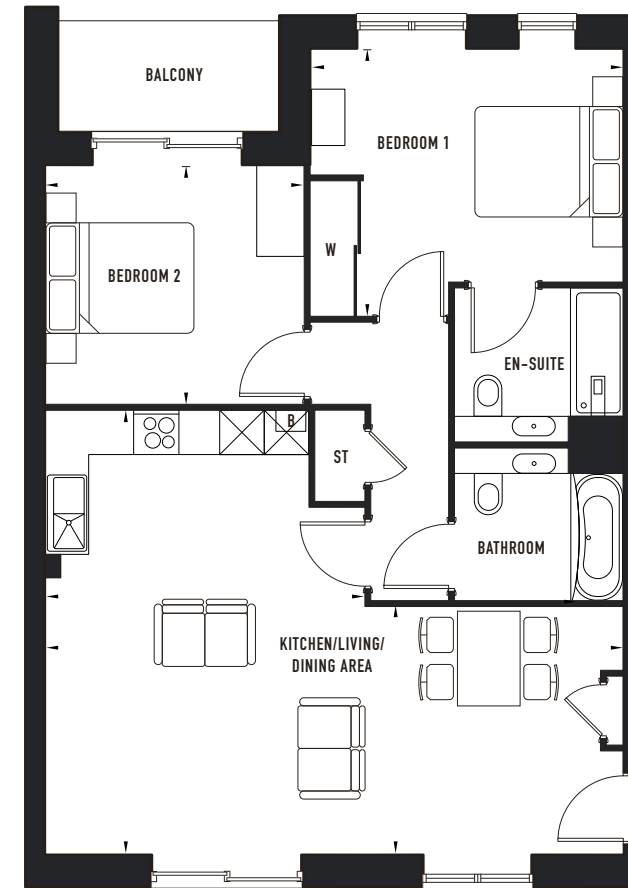 BALCONY
BEDROOM 1
BEDROOM 2
W
EN-SUITE
B
ST
BATHROOM
KITCHEN/LIVING/
DINING AREA